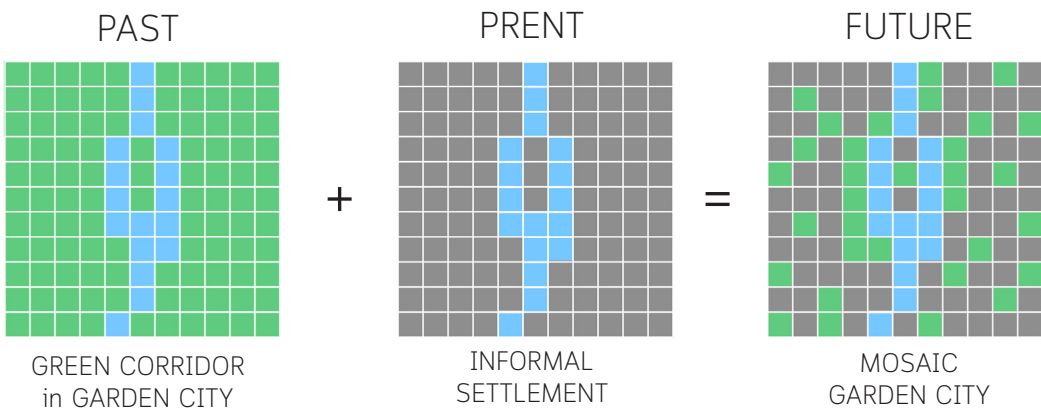 PAST
PRENT
FUTURE
+
=
GREEN CORRIDOR
in GARDEN CITY
INFORMAL
SETTLEMENT
MOSAIC
GARDEN CITY